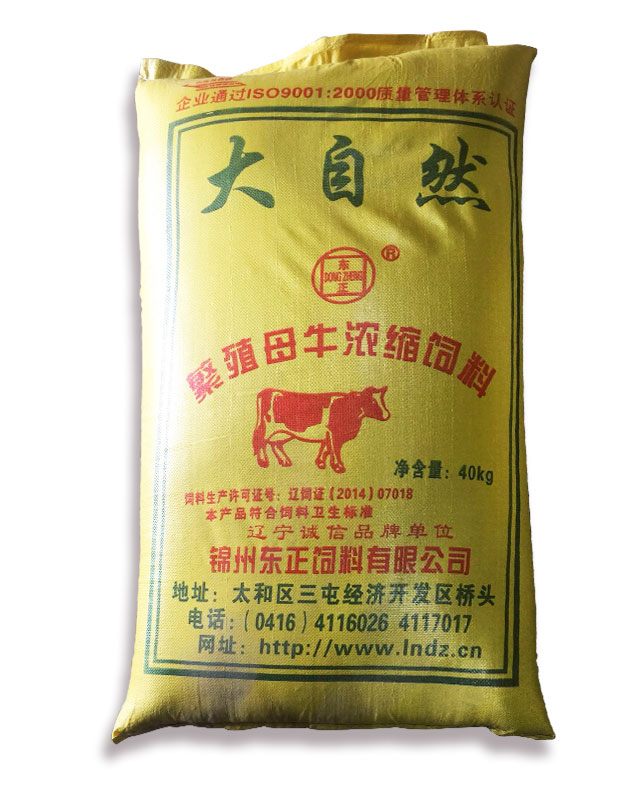 企业通过ISO9001:2000质量管理体系认证
大自然
东
DONG ZHENG
正
®
繁殖母牛浓缩饲料
净含量：40kg
饲料生产许可证号：辽饲证(2014)07018
本产品符合饲料卫生标准
辽宁诚信品牌单位
锦州东正饲料有限公司
地址：太和区三屯经济开发区桥头
电话：(0416)4116026 4117017
网址：http://www.lndz.cn